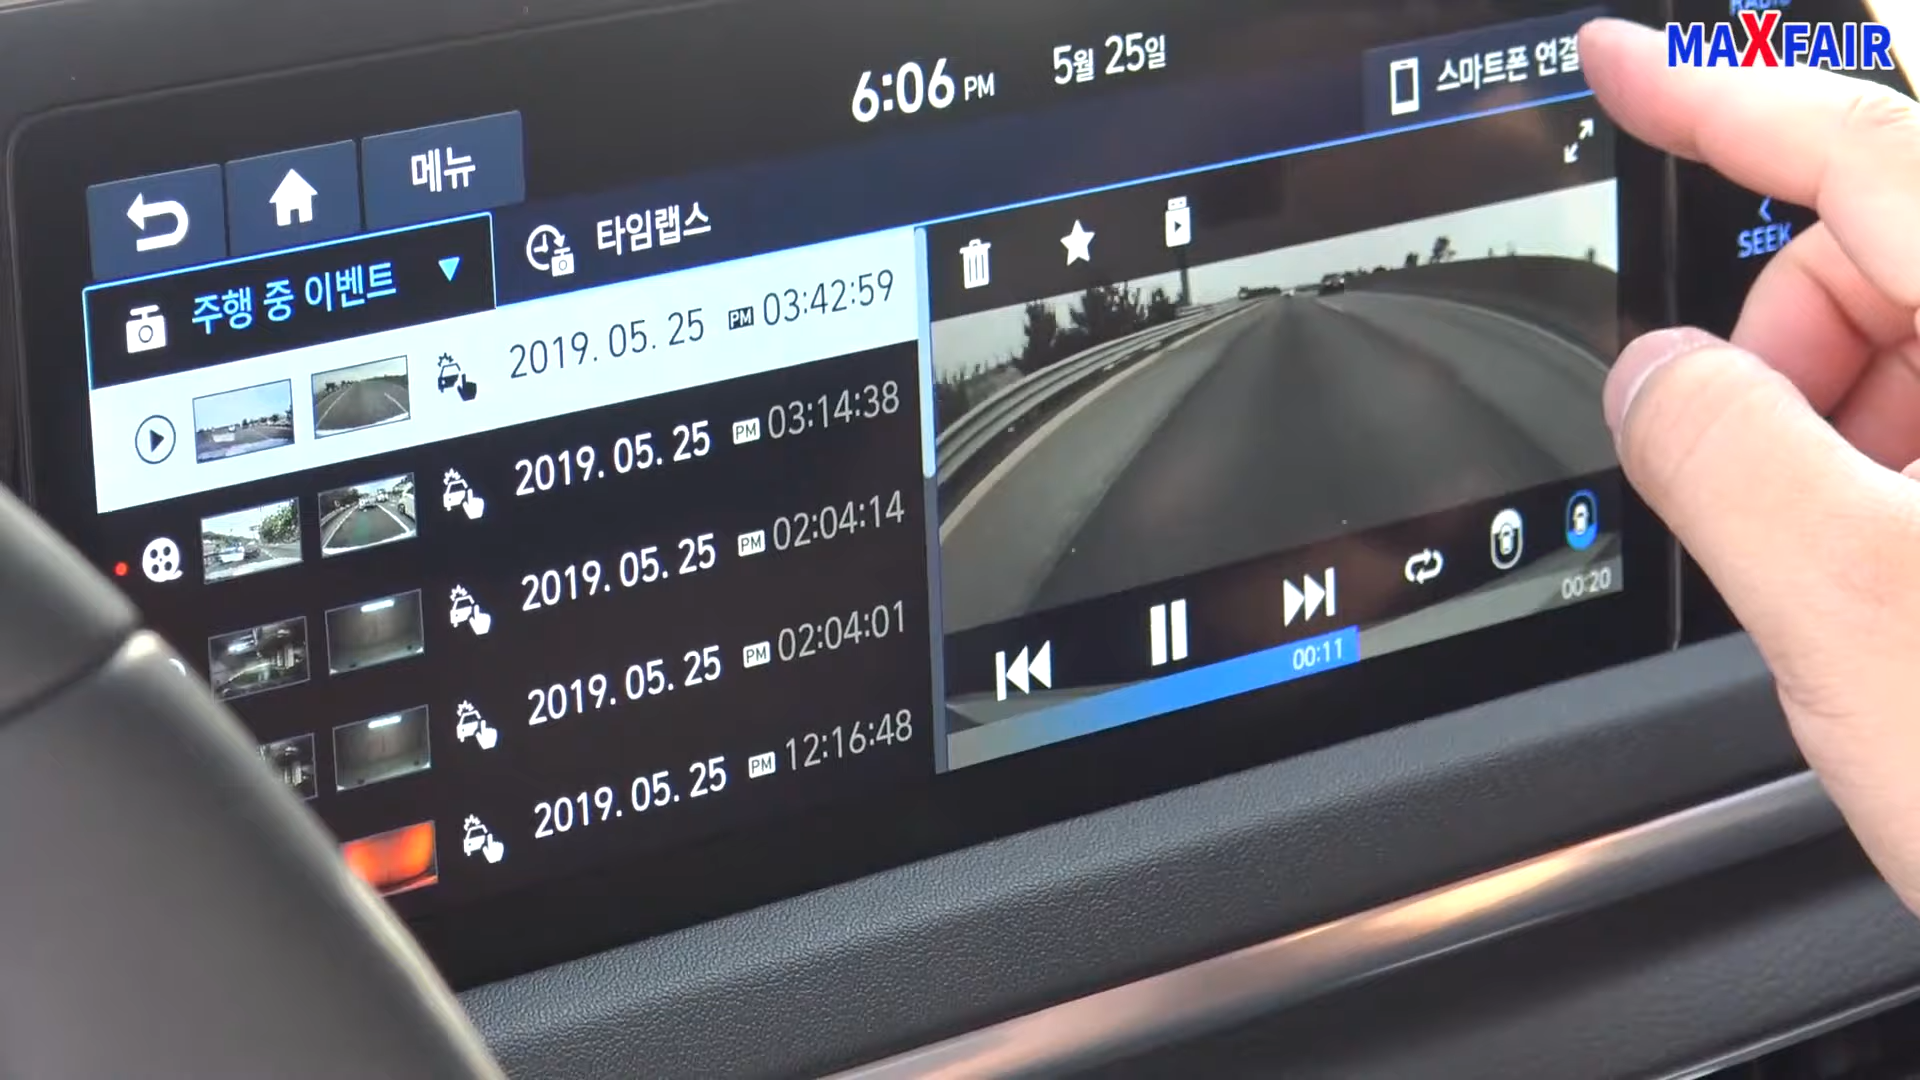 MAXFAIR
RADIO
6:06 PM
5월 25일
스마트폰 연결
메뉴
주행 중 이벤트
타임랩스
SEEK
2019. 05. 25 PM 03:42:59
2019. 05. 25 PM 03:14:38
2019. 05. 25 PM 02:04:14
2019. 05. 25 PM 02:04:01
2019. 05. 25 PM 12:16:48
00:11
00:20